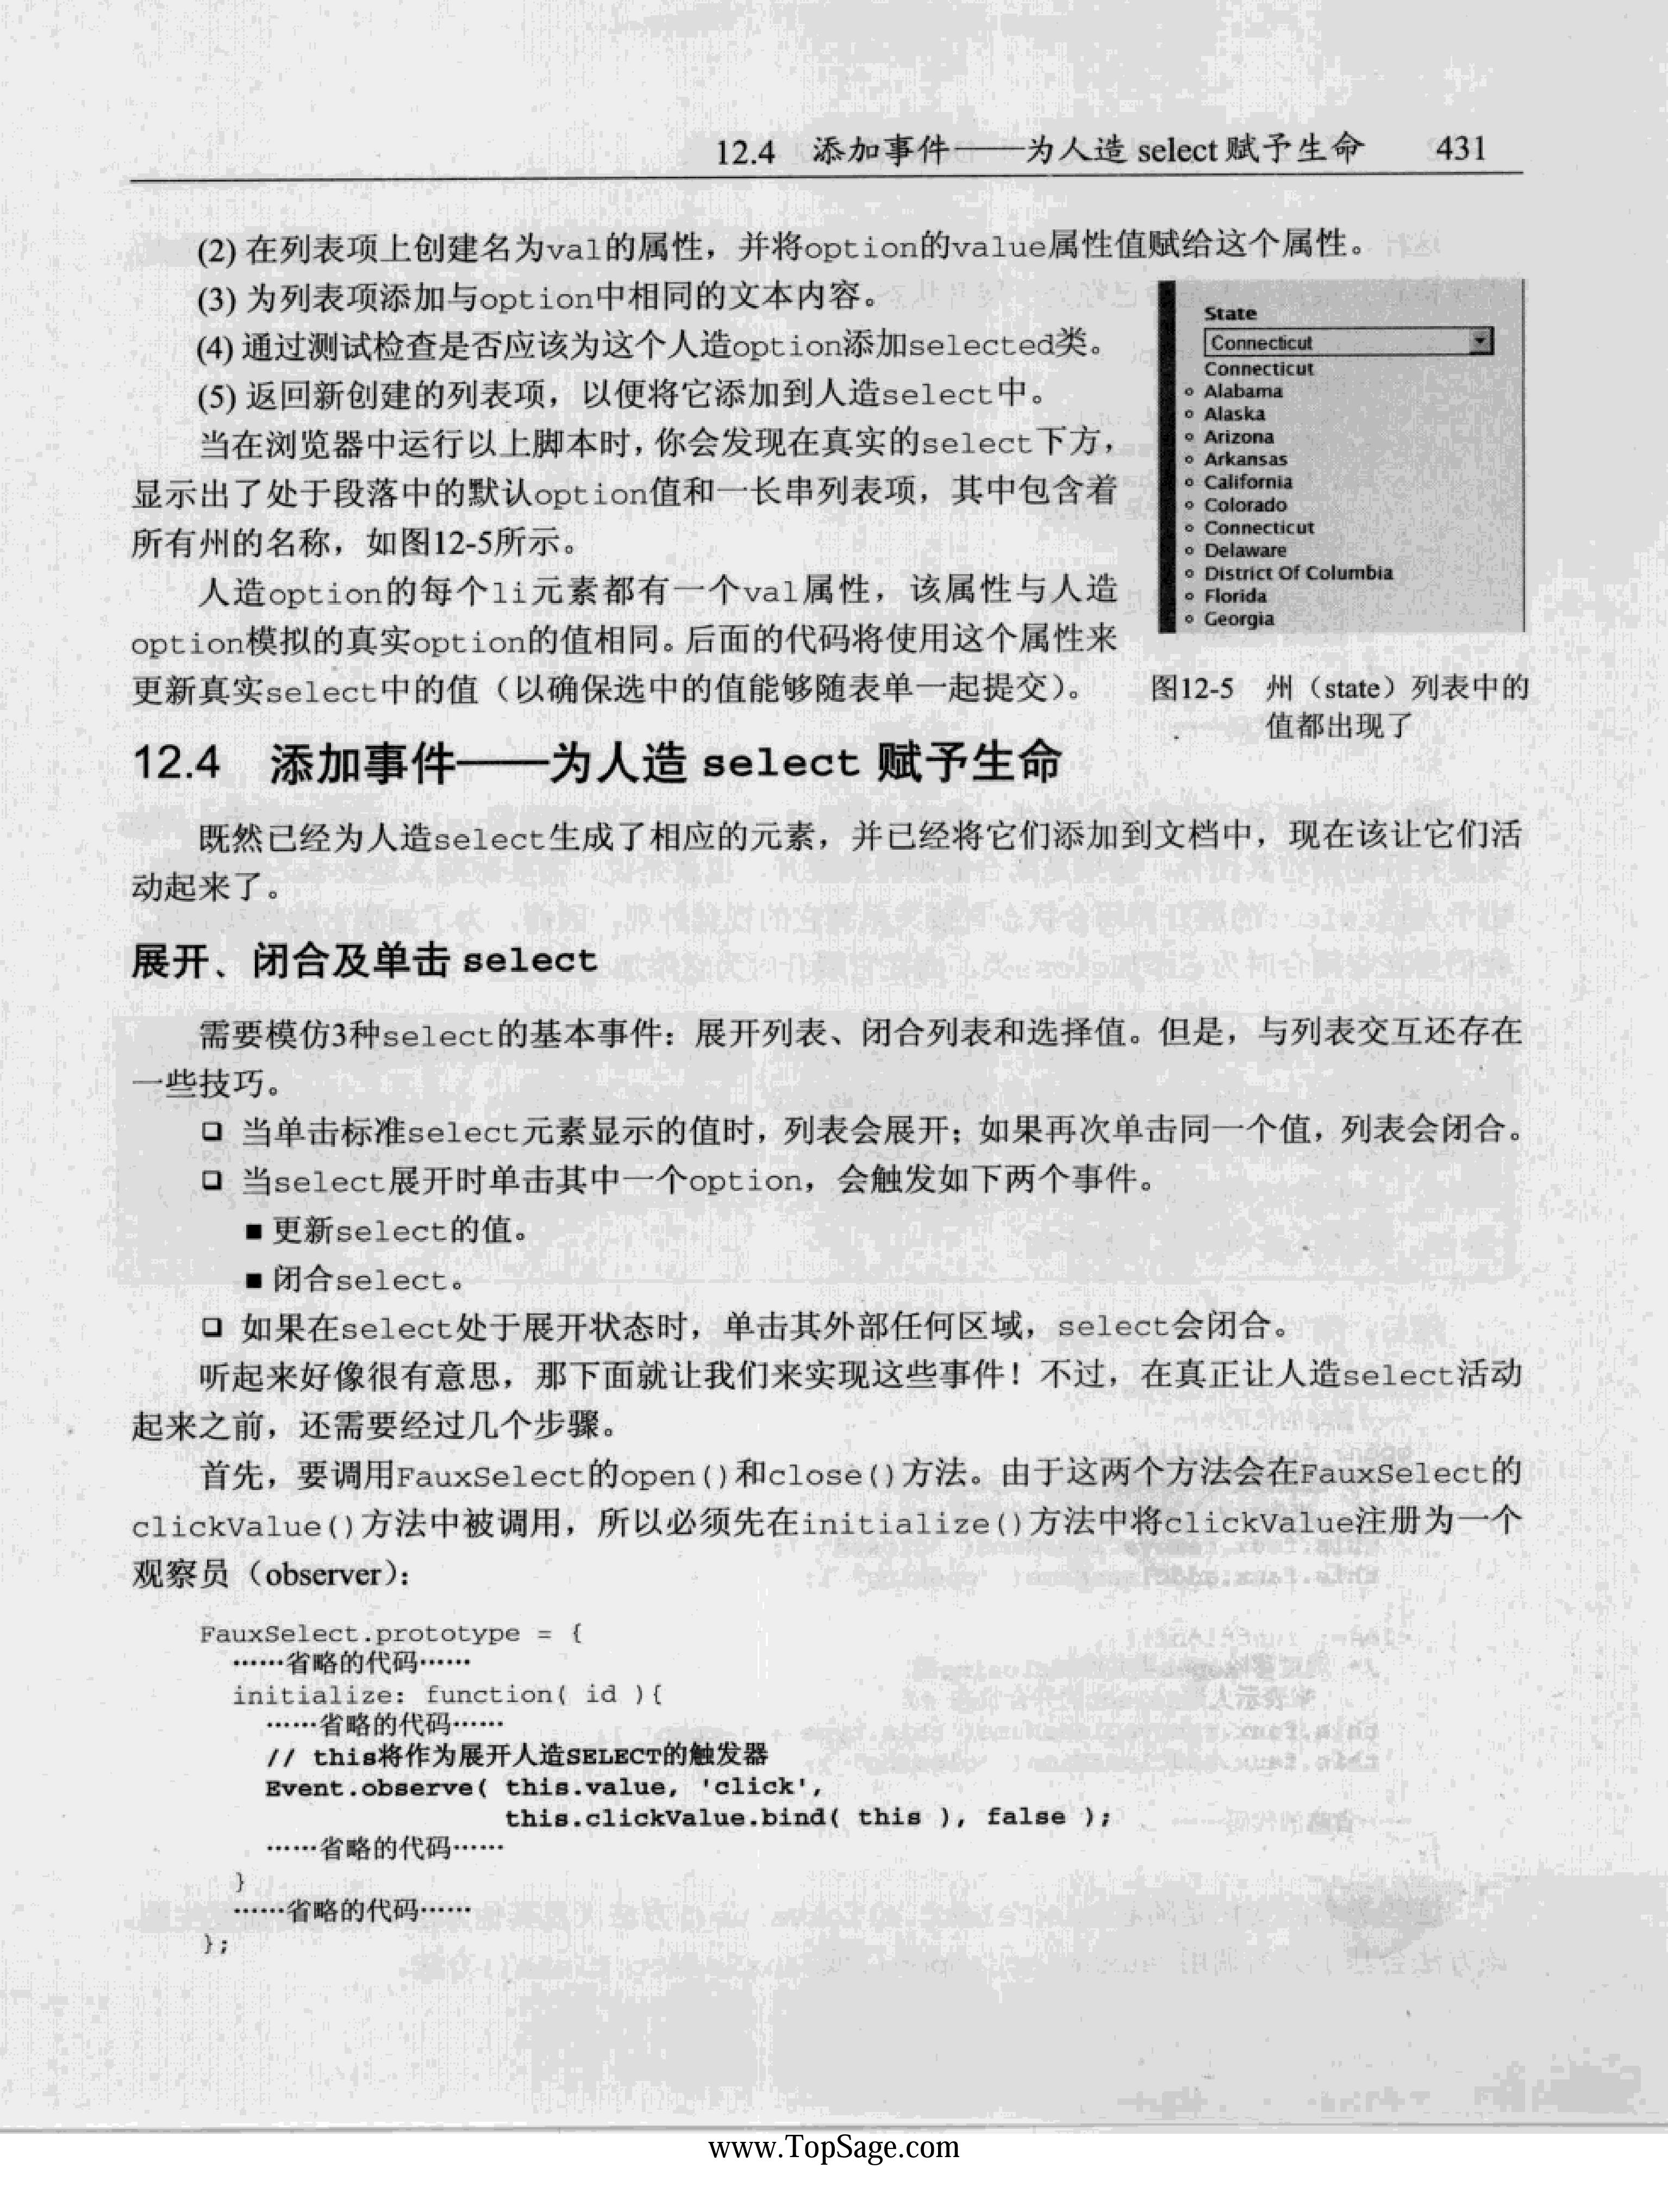 12.4 添加事件——为人造 select 赋予生命 431
(2) 在列表项上创建名为val的属性，并将option的value属性值赋给这个属性。
(3) 为列表项添加与option中相同的文本内容。
(4) 通过测试检查是否应该为这个人造option添加selected类。
(5) 返回新创建的列表项，以便将它添加到人造select中。
当在浏览器中运行以上脚本时，你会发现在真实的select下方，
显示出了处于段落中的默认option值和一长串列表项，其中包含着
所有州的名称，如图12-5所示。
人造option的每个li元素都有一个val属性，该属性与人造
option模拟的真实option的值相同。后面的代码将使用这个属性来
更新真实select中的值（以确保选中的值能够随表单一起提交）。
State
Connecticut
Connecticut
Alabama
Alaska
Arizona
Arkansas
California
Colorado
Connecticut
Delaware
District Of Columbia
Florida
Georgia
图12-5 州（state）列表中的
值都出现了
12.4 添加事件——为人造 select 赋予生命
既然已经为人造select生成了相应的元素，并已经将它们添加到文档中，现在该让它们活
动起来了。
展开、闭合及单击 select
需要模仿3种select的基本事件：展开列表、闭合列表和选择值。但是，与列表交互还存在
一些技巧。
❑ 当单击标准select元素显示的值时，列表会展开；如果再次单击同一个值，列表会闭合。
❑ 当select展开时单击其中一个option，会触发如下两个事件。
■ 更新select的值。
■ 闭合select。
❑ 如果在select处于展开状态时，单击其外部任何区域，select会闭合。
听起来好像很有意思，那下面就让我们来实现这些事件！不过，在真正让人造select活动
起来之前，还需要经过几个步骤。
首先，要调用FauxSelect的open()和close()方法。由于这两个方法会在FauxSelect的
clickValue()方法中被调用，所以必须先在initialize()方法中将clickValue注册为一个
观察员（observer）：
FauxSelect.prototype = {
……省略的代码……
initialize: function( id ){
……省略的代码……
// this将作为展开人造SELECT的触发器
Event.observe( this.value, 'click',
this.clickValue.bind( this ), false );
……省略的代码……
}
……省略的代码……
};
www.TopSage.com